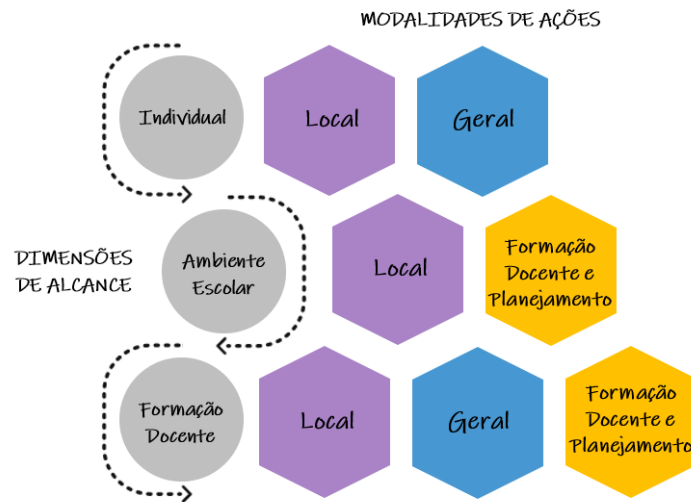 MODALIDADES DE AÇÕES
Individual
Local
Geral
DIMENSÕES
DE ALCANCE
Ambiente
Escolar
Local
Formação
Docente e
Planejamento
Formação
Docente
Local
Geral
Formação
Docente e
Planejamento